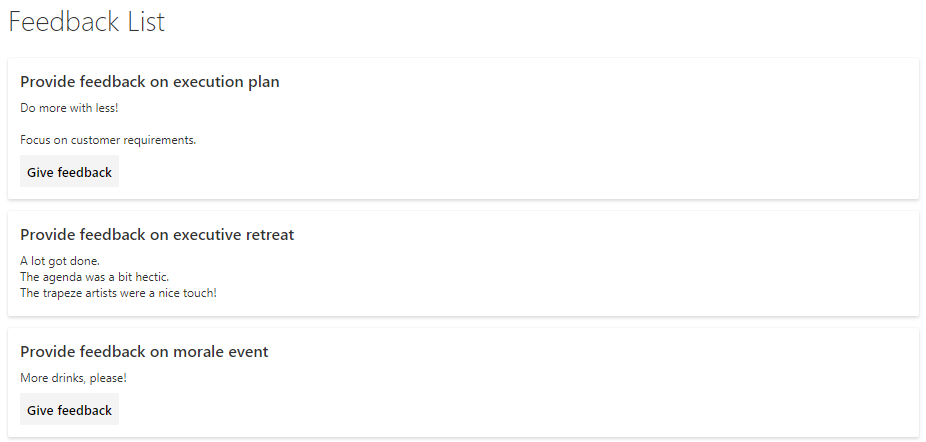 Feedback List
Provide feedback on execution plan
Do more with less!
Focus on customer requirements.
Give feedback
Provide feedback on executive retreat
A lot got done.
The agenda was a bit hectic.
The trapeze artists were a nice touch!
Provide feedback on morale event
More drinks, please!
Give feedback